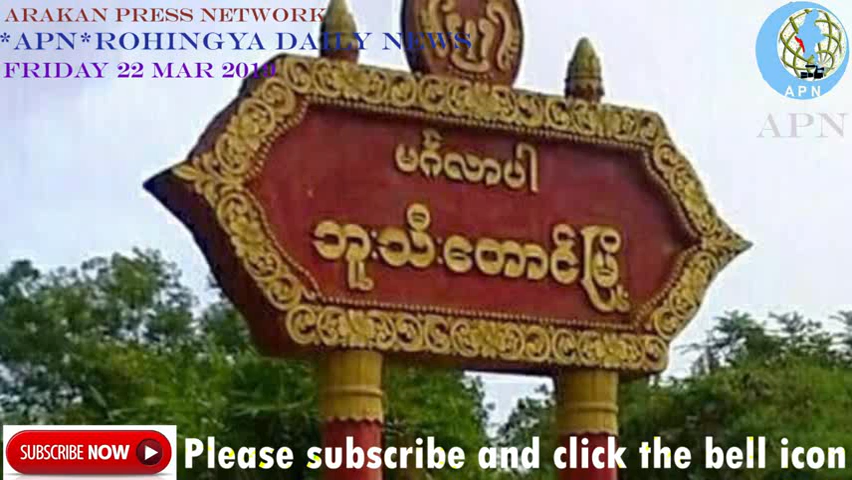 ARAKAN PRESS NETWORK
*APN*ROHINGYA DAILY NEWS
FRIDAY 22 MAR 2019
APN
APN
မင်္ဂလာပါ
ဘူးသီးတောင်မြို့
SUBSCRIBE NOW
Please subscribe and click the bell icon